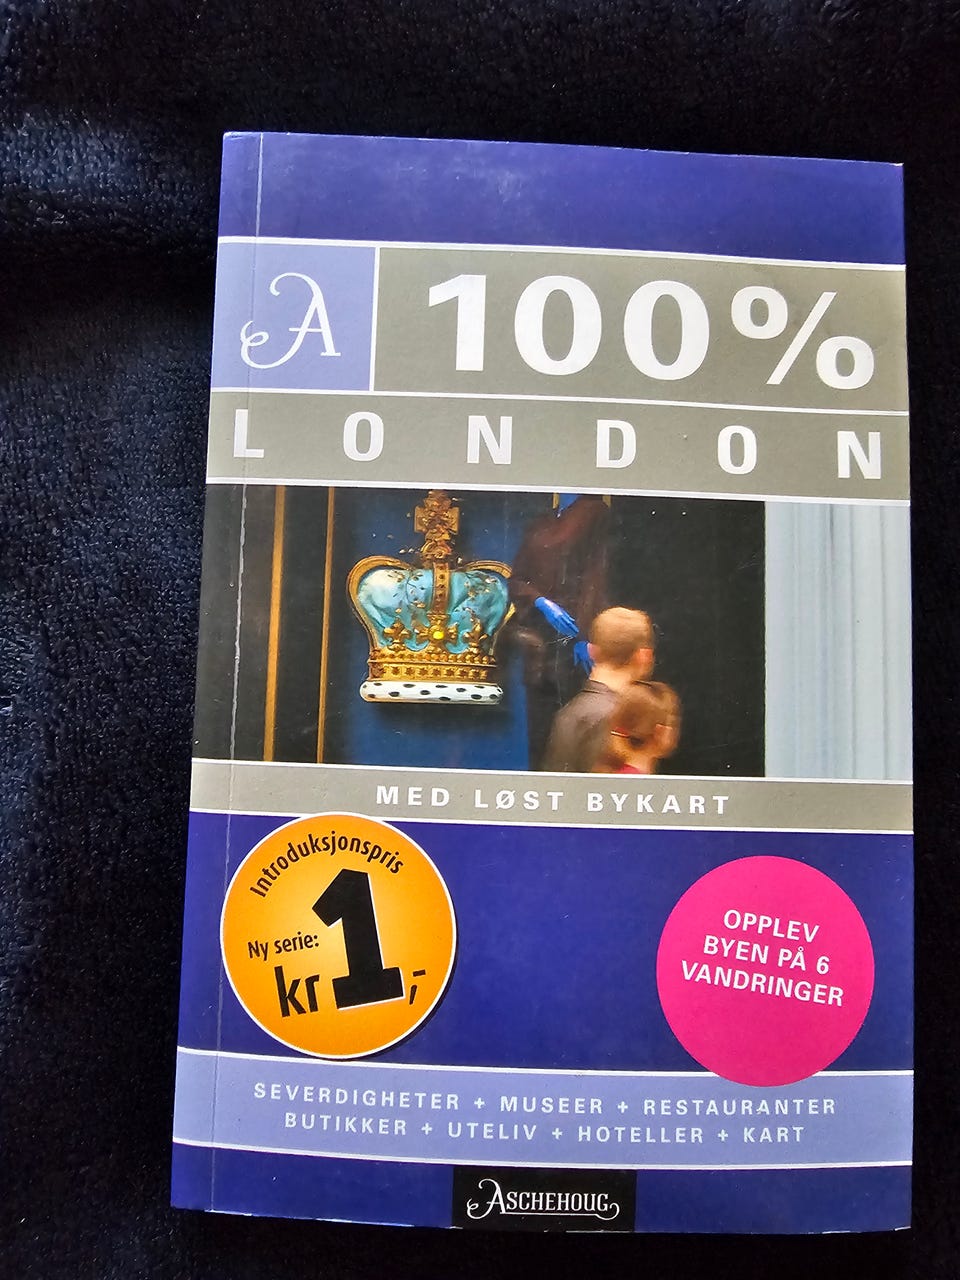 A
100%
LONDON
MED LØST BYKART
Introduksjonspris
Ny serie:
kr 1,-
OPPLEV
BYEN PÅ 6
VANDRINGER
SEVERDIGHETER + MUSEER + RESTAURANTER
BUTIKKER + UTELIV + HOTELLER + KART
ASCHEHOUG